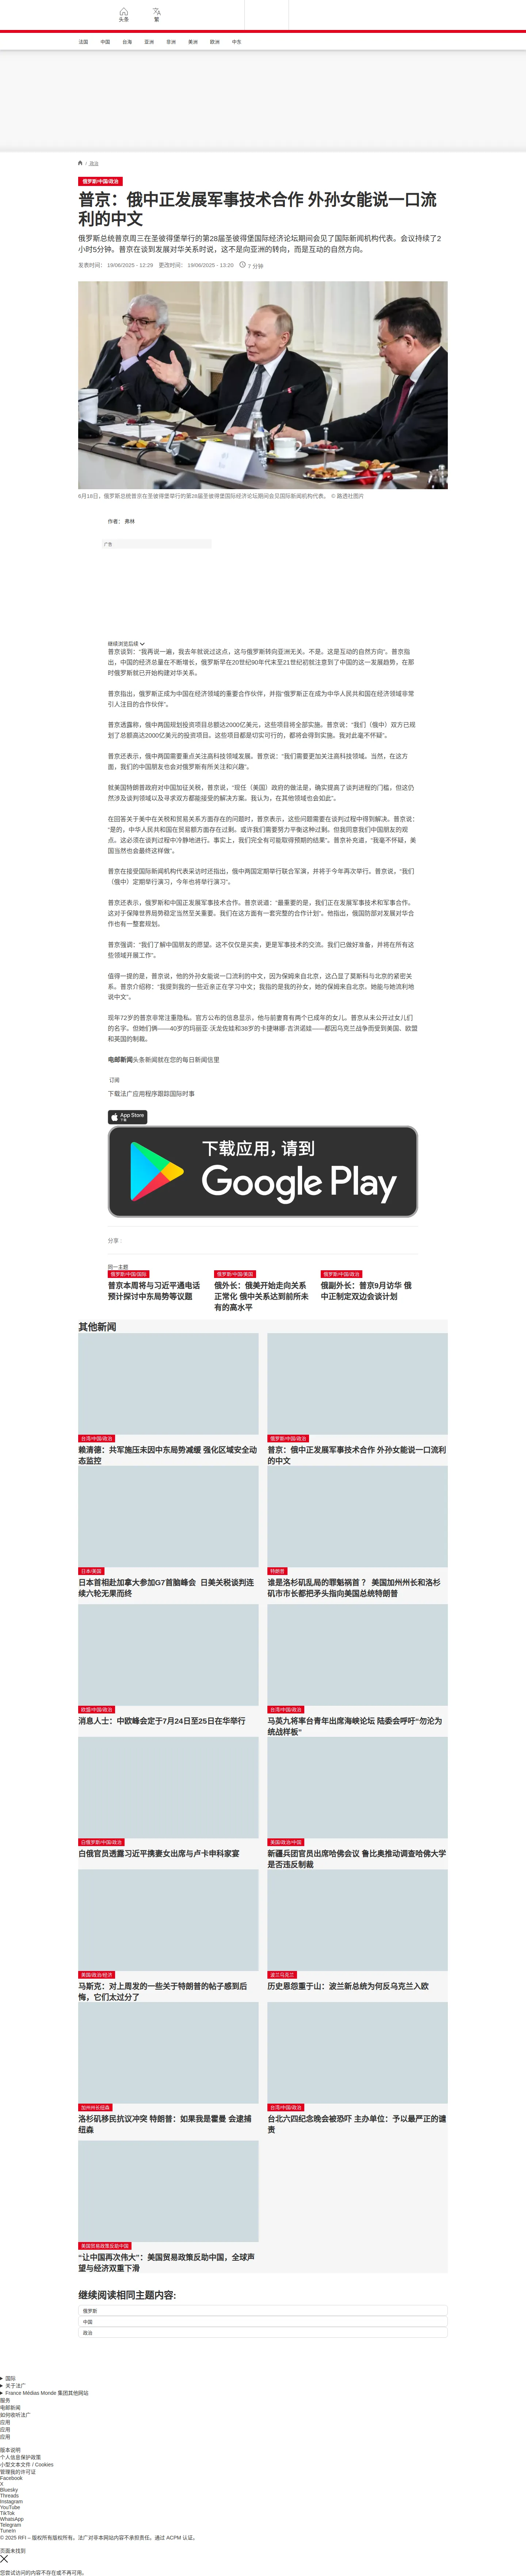 头条
繁
法国
中国
台海
亚洲
非洲
美洲
欧洲
中东
/ 政治
俄罗斯/中国/政治
普京：俄中正发展军事技术合作 外孙女能说一口流
利的中文
俄罗斯总统普京周三在圣彼得堡举行的第28届圣彼得堡国际经济论坛期间会见了国际新闻机构代表。会议持续了2
小时5分钟。普京在谈到发展对华关系时说，这不是向亚洲的转向，而是互动的自然方向”。
发表时间： 19/06/2025 - 12:29 更改时间： 19/06/2025 - 13:20 7 分钟
6月18日，俄罗斯总统普京在圣彼得堡举行的第28届圣彼得堡国际经济论坛期间会见国际新闻机构代表。 © 路透社图片
作者： 弗林
广告
继续浏览后续
普京谈到：“我再说一遍，我去年就说过这点，这与俄罗斯转向亚洲无关。不是。这是互动的自然方向”。普京指
出，中国的经济总量在不断增长，俄罗斯早在20世纪90年代末至21世纪初就注意到了中国的这一发展趋势，在那
时俄罗斯就已开始构建对华关系。
普京指出，俄罗斯正成为中国在经济领域的重要合作伙伴，并指“俄罗斯正在成为中华人民共和国在经济领域非常
引人注目的合作伙伴”。
普京透露称，俄中两国规划投资项目总额达2000亿美元，这些项目将全部实施。普京说：“我们（俄中）双方已规
划了总额高达2000亿美元的投资项目。这些项目都是切实可行的，都将会得到实施。我对此毫不怀疑”。
普京还表示，俄中两国需要重点关注高科技领域发展。普京说：“我们需要更加关注高科技领域。当然，在这方
面，我们的中国朋友也会对俄罗斯有所关注和兴趣”。
就美国特朗普政府对中国加征关税，普京说，“现任（美国）政府的做法是，确实提高了谈判进程的门槛，但这仍
然涉及谈判领域以及寻求双方都能接受的解决方案。我认为，在其他领域也会如此”。
在回答关于美中在关税和贸易关系方面存在的问题时，普京表示，这些问题需要在谈判过程中得到解决。普京说：
“是的，中华人民共和国在贸易额方面存在过剩。或许我们需要努力平衡这种过剩。但我同意我们中国朋友的观
点。这必须在谈判过程中冷静地进行。事实上，我们完全有可能取得预期的结果”。普京补充道，“我毫不怀疑，美
国当然也会最终这样做”。
普京在接受国际新闻机构代表采访时还指出，俄中两国定期举行联合军演，并将于今年再次举行。普京说，“我们
（俄中）定期举行演习，今年也将举行演习”。
普京还表示，俄罗斯和中国正发展军事技术合作。普京说道：“最重要的是，我们正在发展军事技术和军事合作。
这对于保障世界局势稳定当然至关重要。我们在这方面有一套完整的合作计划”。他指出，俄国防部对发展对华合
作也有一整套规划。
普京强调：“我们了解中国朋友的愿望。这不仅仅是买卖，更是军事技术的交流。我们已做好准备，并将在所有这
些领域开展工作”。
值得一提的是，普京说，他的外孙女能说一口流利的中文，因为保姆来自北京，这凸显了莫斯科与北京的紧密关
系。普京介绍称：“我提到我的一些近亲正在学习中文；我指的是我的孙女，她的保姆来自北京。她能与她流利地
说中文”。
现年72岁的普京非常注重隐私。官方公布的信息显示，他与前妻育有两个已成年的女儿。普京从未公开过女儿们
的名字。但她们俩——40岁的玛丽亚·沃龙佐娃和38岁的卡捷琳娜·吉洪诺娃——都因乌克兰战争而受到美国、欧盟
和英国的制裁。
电邮新闻头条新闻就在您的每日新闻信里
订阅
下载法广应用程序跟踪国际时事
App Store
下载应用，请到
Google Play
分享 :
同一主题
俄罗斯/中国/国际
普京本周将与习近平通电话
预计探讨中东局势等议题
俄罗斯/中国/美国
俄外长：俄美开始走向关系
正常化 俄中关系达到前所未
有的高水平
俄罗斯/中国/政治
俄副外长：普京9月访华 俄
中正制定双边会谈计划
其他新闻
台湾/中国/政治
赖清德：共军施压未因中东局势减缓 强化区域安全动
态监控
俄罗斯/中国/政治
普京：俄中正发展军事技术合作 外孙女能说一口流利
的中文
日本/美国
日本首相赴加拿大参加G7首脑峰会 日美关税谈判连
续六轮无果而终
特朗普
谁是洛杉矶乱局的罪魁祸首 ？ 美国加州州长和洛杉
矶市市长都把矛头指向美国总统特朗普
欧盟/中国/政治
消息人士：中欧峰会定于7月24日至25日在华举行
台湾/中国/政治
马英九将率台青年出席海峡论坛 陆委会呼吁“勿沦为
统战样板”
白俄罗斯/中国/政治
白俄官员透露习近平携妻女出席与卢卡申科家宴
美国/政治/中国
新疆兵团官员出席哈佛会议 鲁比奥推动调查哈佛大学
是否违反制裁
美国/政治/经济
马斯克：对上周发的一些关于特朗普的帖子感到后
悔，它们太过分了
波兰乌克兰
历史恩怨重于山：波兰新总统为何反乌克兰入欧
加州州长纽森
洛杉矶移民抗议冲突 特朗普：如果我是霍曼 会逮捕
纽森
台湾/中国/政治
台北六四纪念晚会被恐吓 主办单位：予以最严正的谴
责
美国贸易政策反助中国
“让中国再次伟大”：美国贸易政策反助中国，全球声
望与经济双重下滑
继续阅读相同主题内容:
俄罗斯
中国
政治
国际
关于法广
France Médias Monde 集团其他网站
服务
电邮新闻
如何收听法广
应用
应用
应用
版本说明
个人信息保护政策
小型文本文件 / Cookies
管理我的许可证
Facebook
X
Bluesky
Threads
Instagram
YouTube
TikTok
WhatsApp
Telegram
TuneIn
© 2025 RFI – 版权所有版权所有。法广对非本网站内容不承担责任。通过 ACPM 认证。
页面未找到
您尝试访问的内容不存在或不再可用。